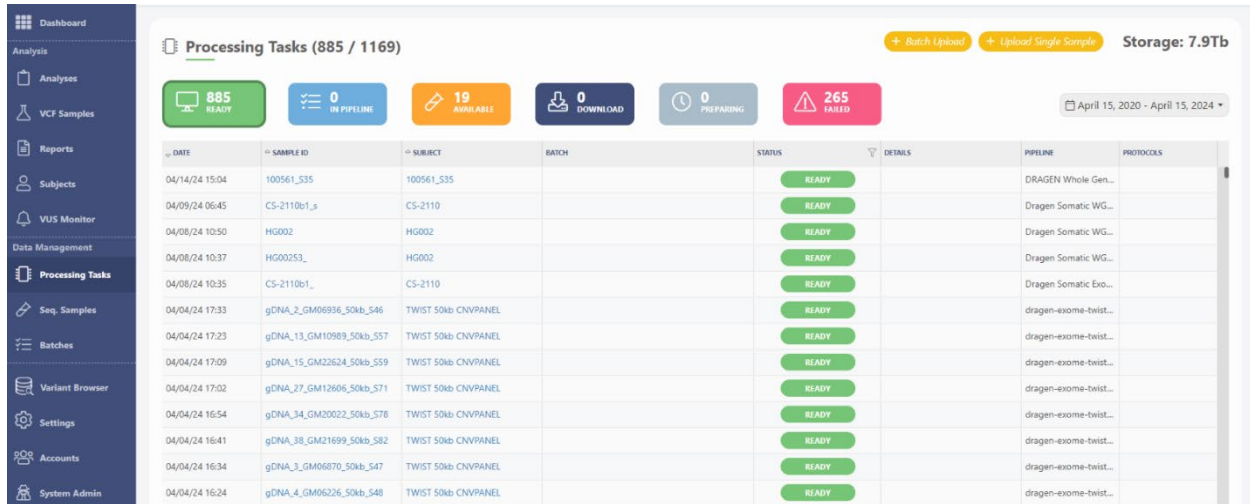 Dashboard
Analysis
Analyses
VCF Samples
Reports
Subjects
VUS Monitor
Data Management
Processing Tasks
Seq. Samples
Batches
Variant Browser
Settings
Accounts
System Admin
Processing Tasks (885 / 1169)
+ Batch Upload
+ Upload Single Sample
Storage: 7.9Tb
885 READY
0 IN PIPELINE
19 AVAILABLE
0 DOWNLOAD
0 PREPARING
265 FAILED
April 15, 2020 - April 15, 2024
DATE SAMPLE ID SUBJECT BATCH STATUS DETAILS PIPELINE PROTOCOLS
04/14/24 15:04 100561_S35 100561_S35 READY DRAGEN Whole Gen...
04/09/24 06:45 CS-2110b1_s CS-2110 READY Dragen Somatic WG...
04/08/24 10:50 HG002 HG002 READY Dragen Somatic WG...
04/08/24 10:37 HG00253_ HG002 READY Dragen Somatic WG...
04/08/24 10:35 CS-2110b1_ CS-2110 READY Dragen Somatic Exo...
04/04/24 17:33 gDNA_2_GM06936_50kb_S46 TWIST 50kb CNVPANEL READY dragen-exome-twist...
04/04/24 17:23 gDNA_13_GM10989_50kb_S57 TWIST 50kb CNVPANEL READY dragen-exome-twist...
04/04/24 17:09 gDNA_15_GM22624_50kb_S59 TWIST 50kb CNVPANEL READY dragen-exome-twist...
04/04/24 17:02 gDNA_27_GM12606_50kb_S71 TWIST 50kb CNVPANEL READY dragen-exome-twist...
04/04/24 16:54 gDNA_34_GM20022_50kb_S78 TWIST 50kb CNVPANEL READY dragen-exome-twist...
04/04/24 16:41 gDNA_38_GM21699_50kb_S82 TWIST 50kb CNVPANEL READY dragen-exome-twist...
04/04/24 16:34 gDNA_3_GM06870_50kb_S47 TWIST 50kb CNVPANEL READY dragen-exome-twist...
04/04/24 16:24 gDNA_4_GM06226_50kb_S48 TWIST 50kb CNVPANEL READY dragen-exome-twist...